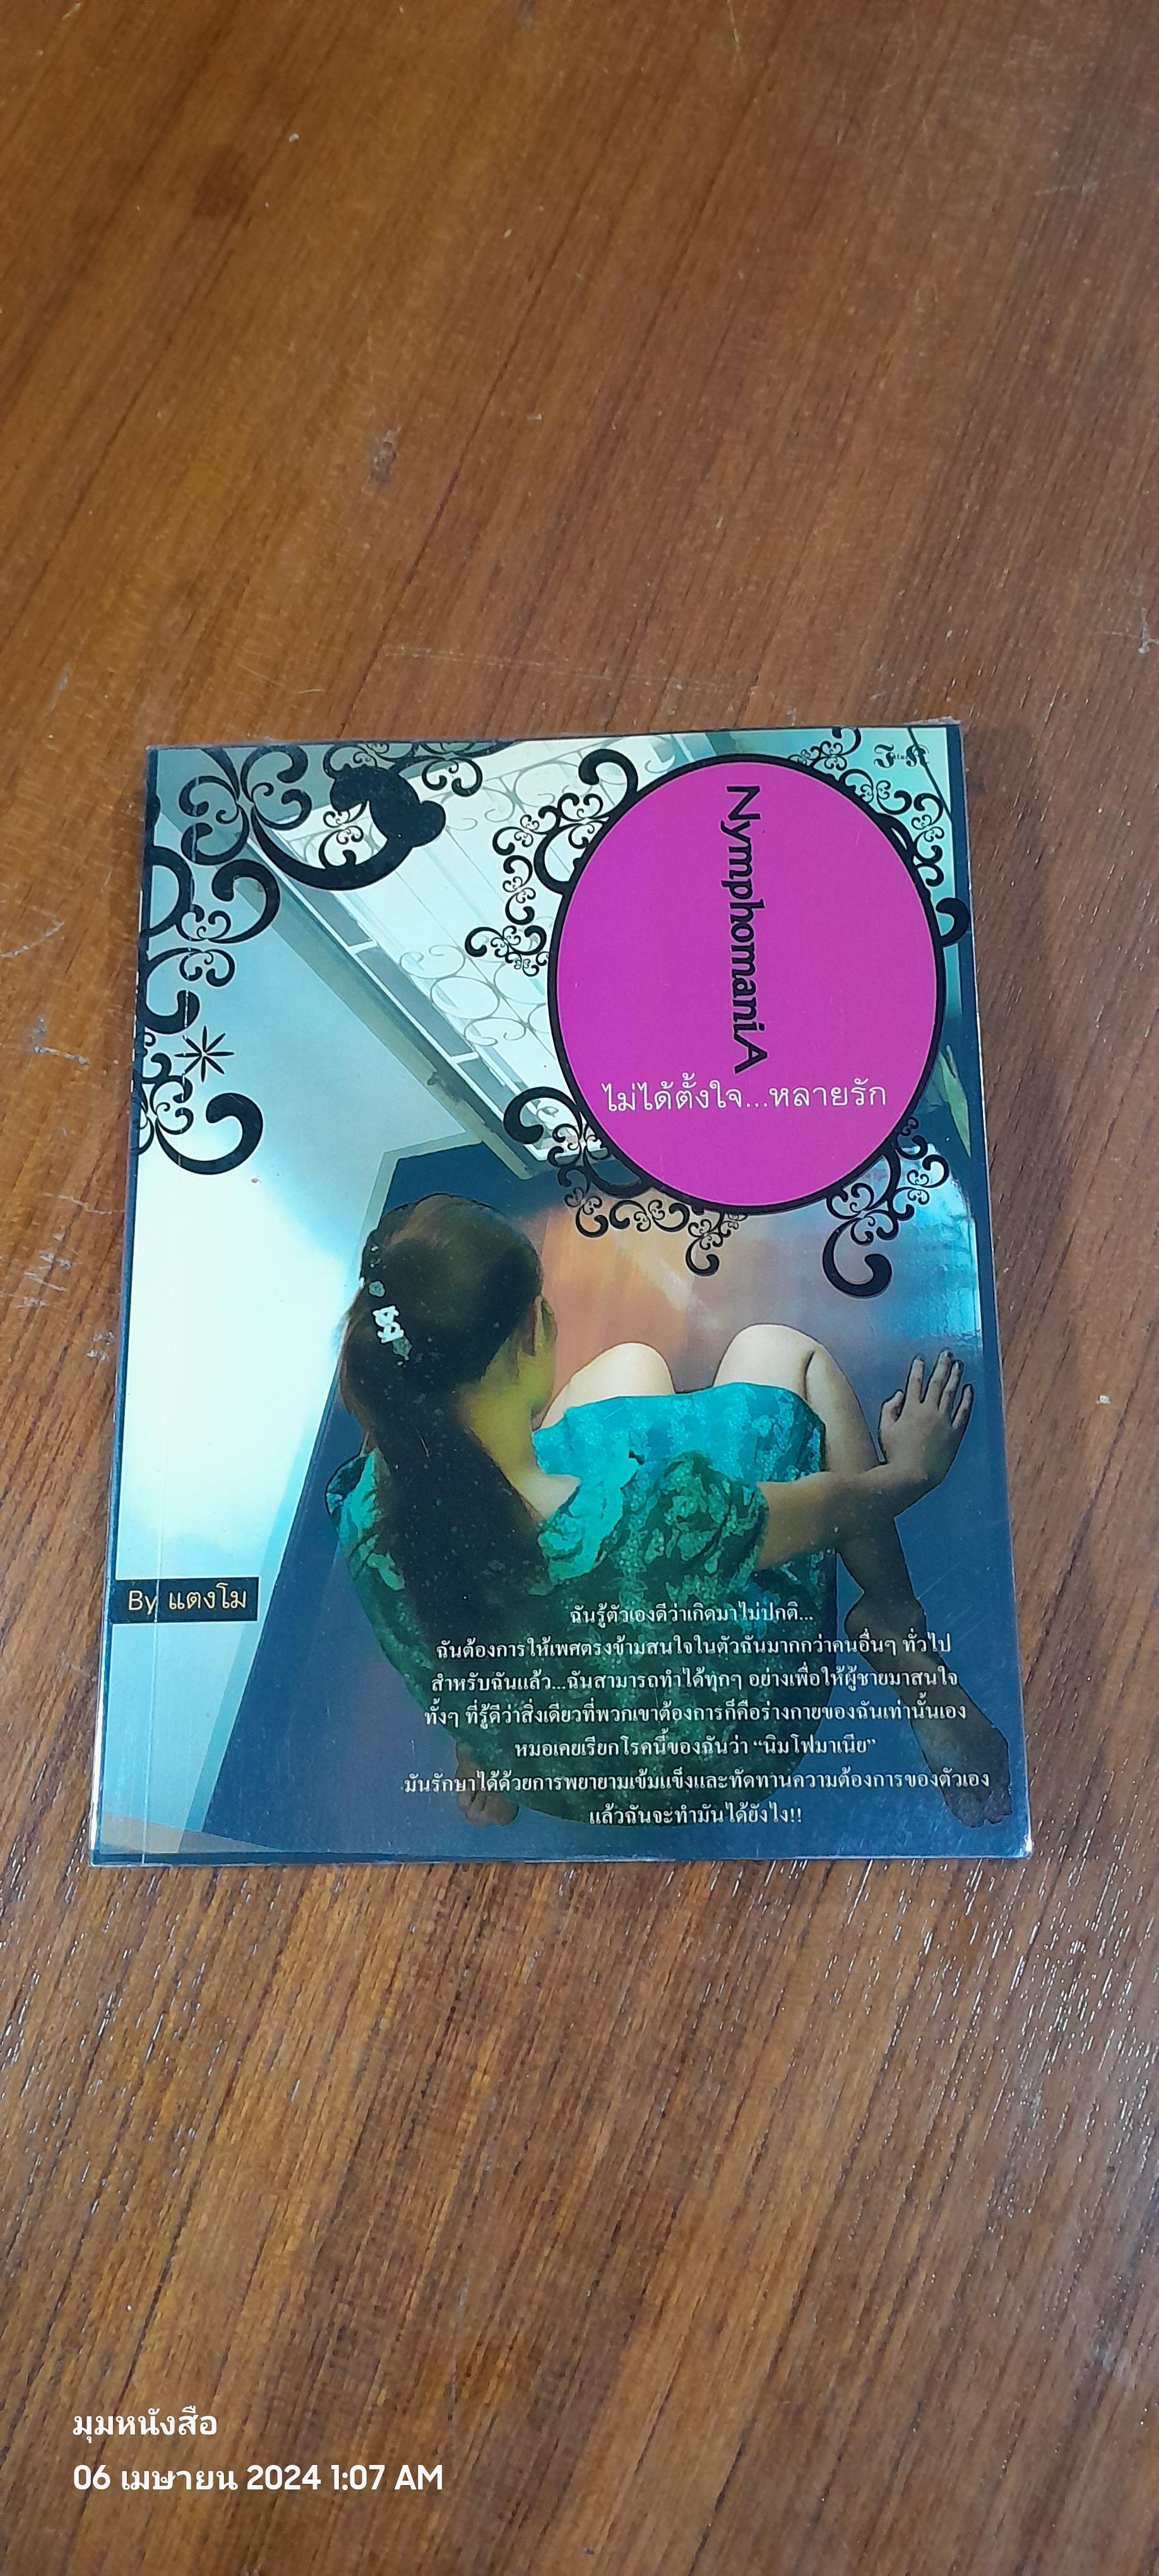 NymphomaniA
ไม่ได้ตั้งใจ...หลายรัก
By แตงโม
ฉันรู้ตัวเองดีว่าเกิดมาไม่ปกติ...
ฉันต้องการให้เพศตรงข้ามสนใจในตัวฉันมากกว่าคนอื่นๆ ทั่วไป
สำหรับฉันแล้ว...ฉันสามารถทำได้ทุกๆ อย่างเพื่อให้ผู้ชายมาสนใจ
ทั้งๆ ที่รู้ดีว่าสิ่งเดียวที่พวกเขาต้องการก็คือร่างกายของฉันเท่านั้นเอง
หมอเคยเรียกโรคนี้ของฉันว่า “นิมโฟมาเนีย”
มันรักษาได้ด้วยการพยายามเข้มแข็งและทัดทานความต้องการของตัวเอง
แล้วฉันจะทำมันได้ยังไง!!
มุมหนังสือ
06 เมษายน 2024 1:07 AM